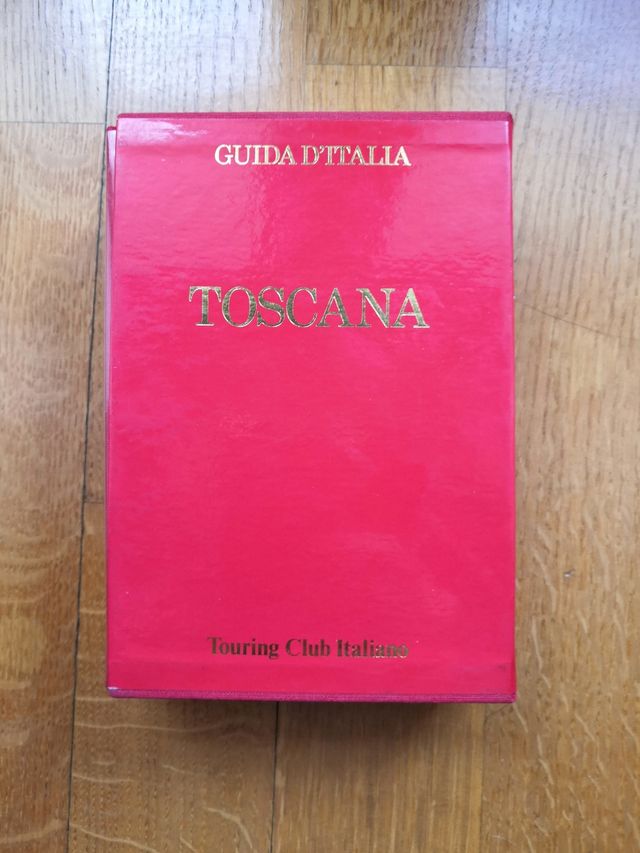 GUIDA D'ITALIA
TOSCANA
Touring Club Italiano